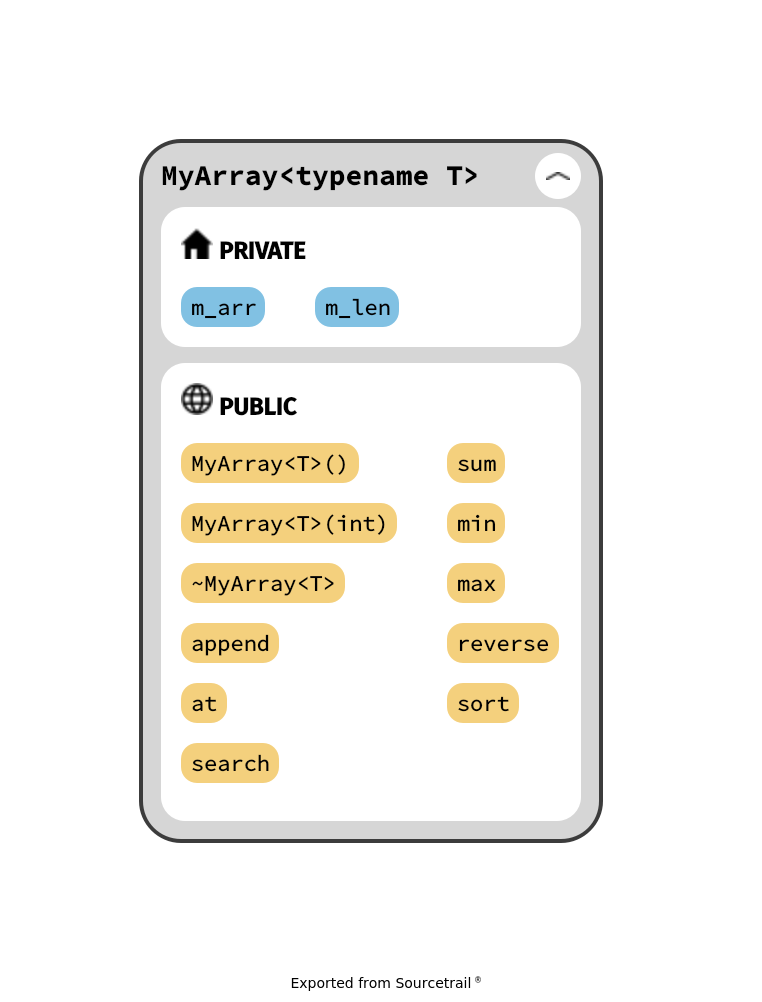 MyArray<typename T>
PRIVATE
m_arr m_len
PUBLIC
MyArray<T>() sum
MyArray<T>(int) min
~MyArray<T> max
append reverse
at sort
search
Exported from Sourcetrail ®